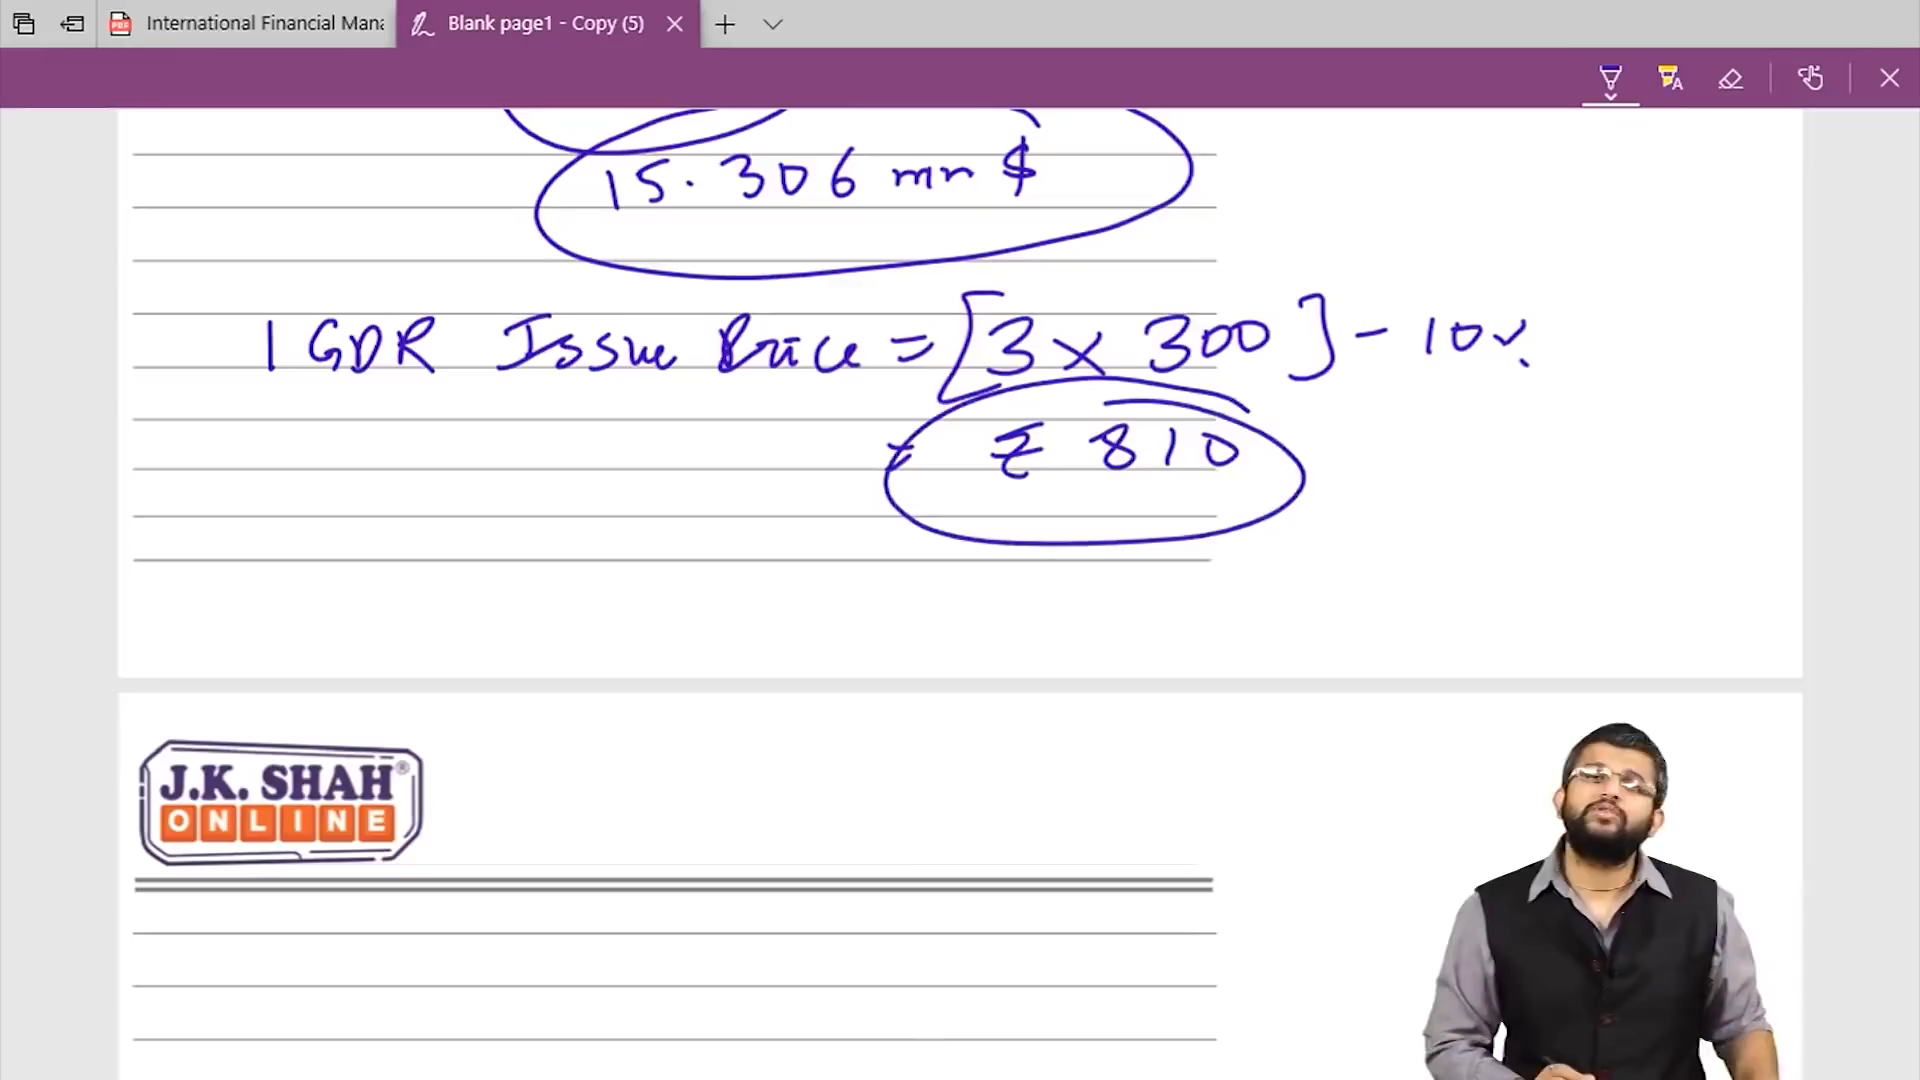 International Financial Mana
Blank page1 - Copy (5)
15.306 mn $
1 GDR Issue Price = [3 × 300] - 10%
= ₹ 810
J.K. SHAH®
ONLINE